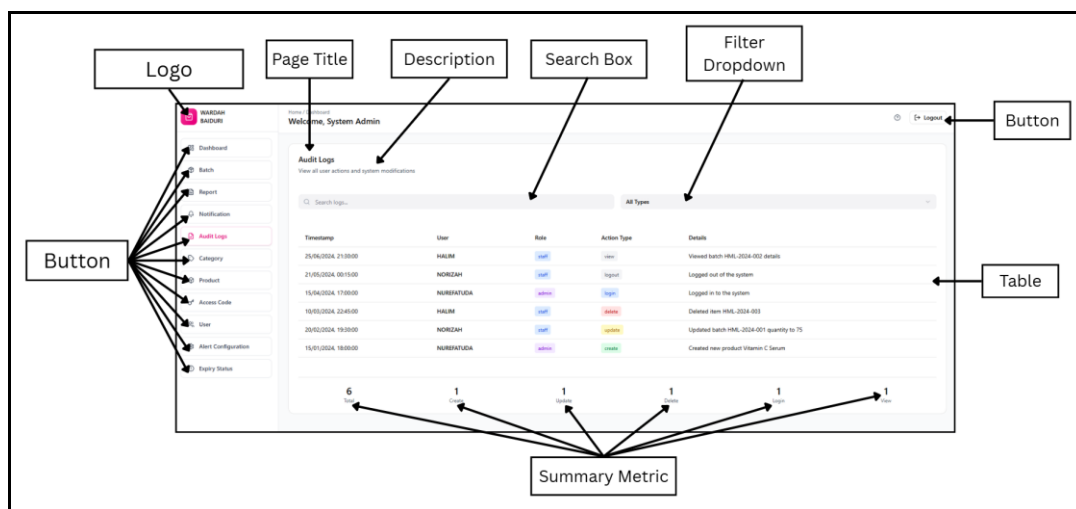 Logo
Page Title
Description
Search Box
Filter
Dropdown
Button
Button
Table
Summary Metric
WARDAH
BAIDURI
Dashboard
Batch
Report
Notification
Audit Logs
Category
Product
Access Code
User
Alert Configuration
Expiry Status
Home / Dashboard
Welcome, System Admin
Logout
Audit Logs
View all user actions and system modifications
Search logs...
All Types
Timestamp User Role Action Type Details
25/06/2024, 21:30:00 HALIM staff view Viewed batch HML-2024-002 details
21/05/2024, 00:15:00 NORIZAH staff logout Logged out of the system
15/04/2024, 17:00:00 NUREFATUDA admin login Logged in to the system
10/03/2024, 22:45:00 HALIM staff delete Deleted item HML-2024-003
20/02/2024, 19:30:00 NORIZAH staff update Updated batch HML-2024-001 quantity to 75
15/01/2024, 18:00:00 NUREFATUDA admin create Created new product Vitamin C Serum
6 1 1 1 1 1
Total Create Update Delete Login View